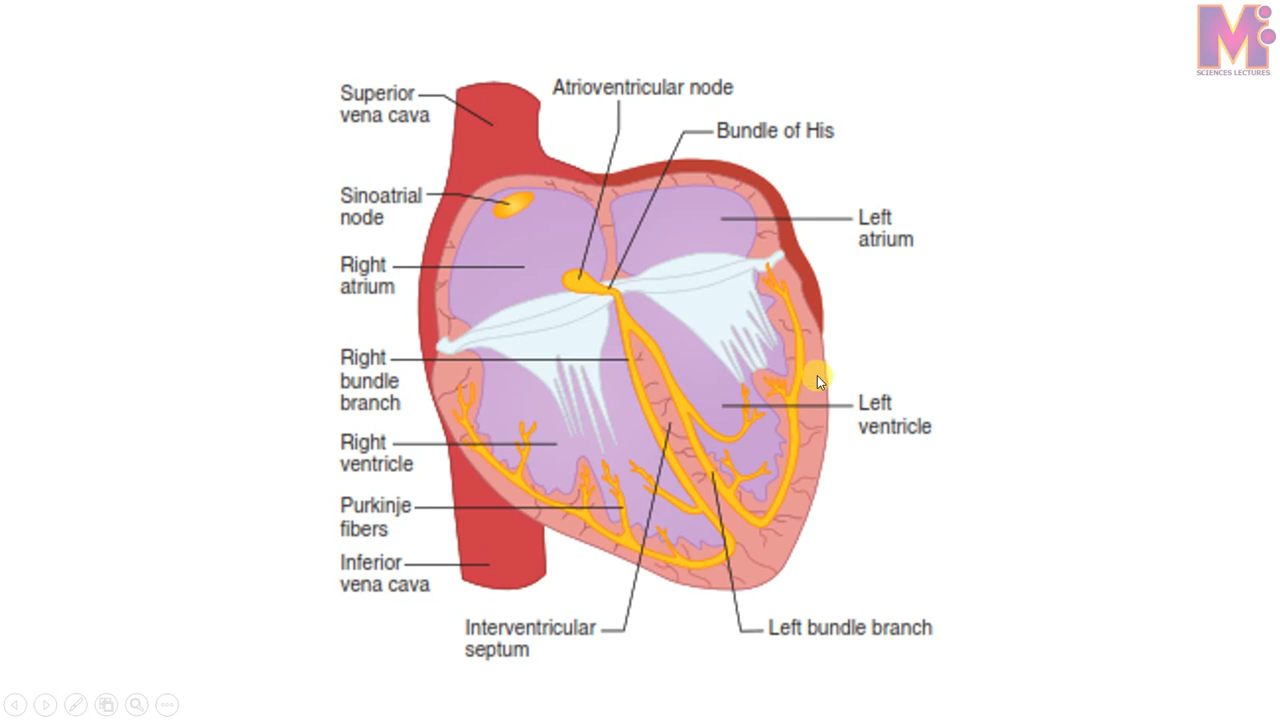 M
SCIENCES LECTURES
Atrioventricular node
Superior
vena cava
Bundle of His
Sinoatrial
node
Left
atrium
Right
atrium
Right
bundle
branch
Left
ventricle
Right
ventricle
Purkinje
fibers
Inferior
vena cava
Interventricular
septum
Left bundle branch